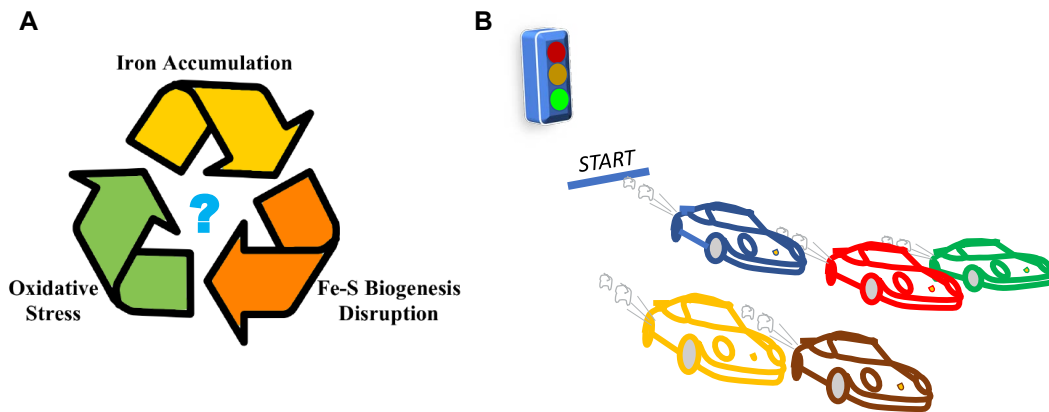 A
Iron Accumulation
?
Oxidative
Stress
Fe-S Biogenesis
Disruption
B
START